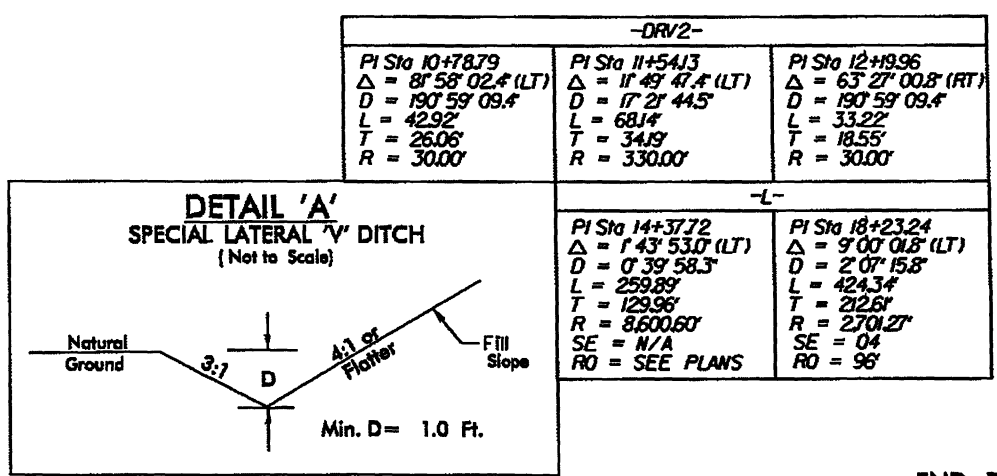 -DRV2-
PI Sta 10+78.79
Δ = 81° 58' 02.4" (LT)
D = 190° 59' 09.4"
L = 42.92'
T = 26.06'
R = 30.00'
PI Sta 11+54.13
Δ = 11° 49' 47.4" (LT)
D = 17° 21' 44.5"
L = 68.14'
T = 34.19'
R = 330.00'
PI Sta 12+19.96
Δ = 63° 27' 00.8" (RT)
D = 190° 59' 09.4"
L = 33.22'
T = 18.55'
R = 30.00'
-L-
PI Sta 14+37.72
Δ = 1° 43' 53.0" (LT)
D = 0° 39' 58.3"
L = 259.89'
T = 129.96'
R = 8,600.60'
SE = N/A
RO = SEE PLANS
PI Sta 18+23.24
Δ = 9° 00' 01.8" (LT)
D = 2° 07' 15.8"
L = 424.34'
T = 212.61'
R = 2,701.27'
SE = 04
RO = 96'
DETAIL 'A'
SPECIAL LATERAL 'V' DITCH
(Not to Scale)
Natural
Ground
3:1
D
4:1 or
Flatter
Fill
Slope
Min. D= 1.0 Ft.